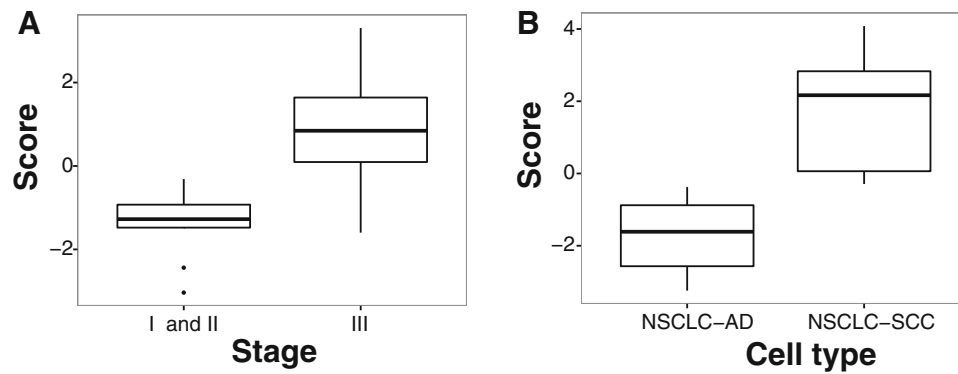 A
Score
2
0
−2
I and II
III
Stage
B
Score
4
2
0
−2
NSCLC−AD
NSCLC−SCC
Cell type